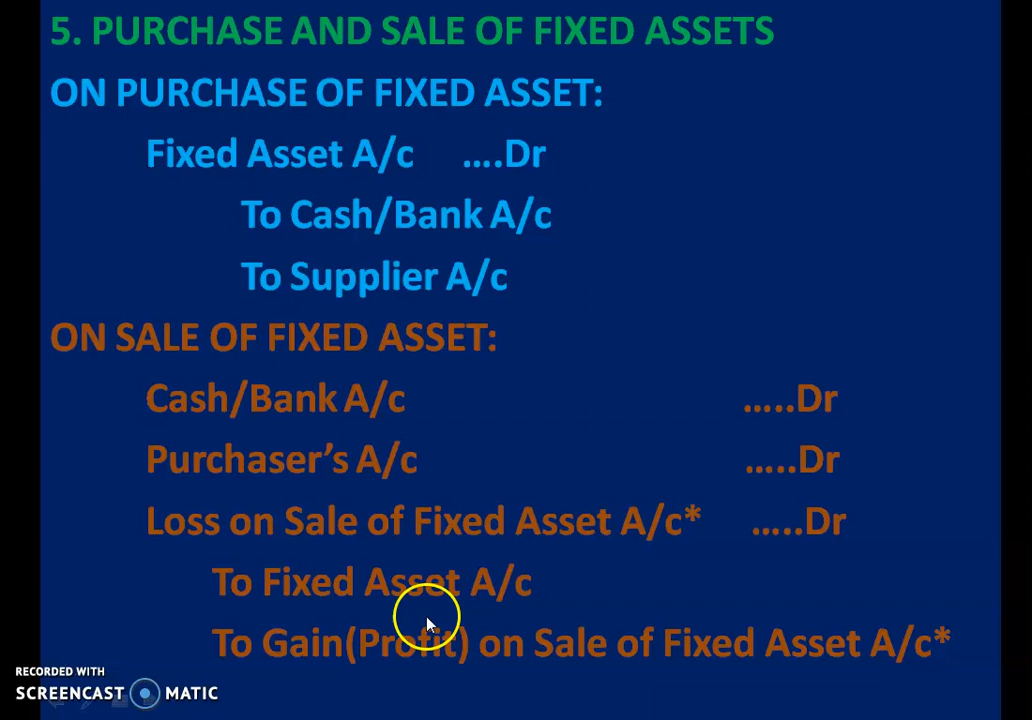 5. PURCHASE AND SALE OF FIXED ASSETS
ON PURCHASE OF FIXED ASSET:
Fixed Asset A/c ....Dr
To Cash/Bank A/c
To Supplier A/c
ON SALE OF FIXED ASSET:
Cash/Bank A/c .....Dr
Purchaser’s A/c .....Dr
Loss on Sale of Fixed Asset A/c* .....Dr
To Fixed Asset A/c
To Gain(Profit) on Sale of Fixed Asset A/c*
RECORDED WITH
SCREENCAST MATIC